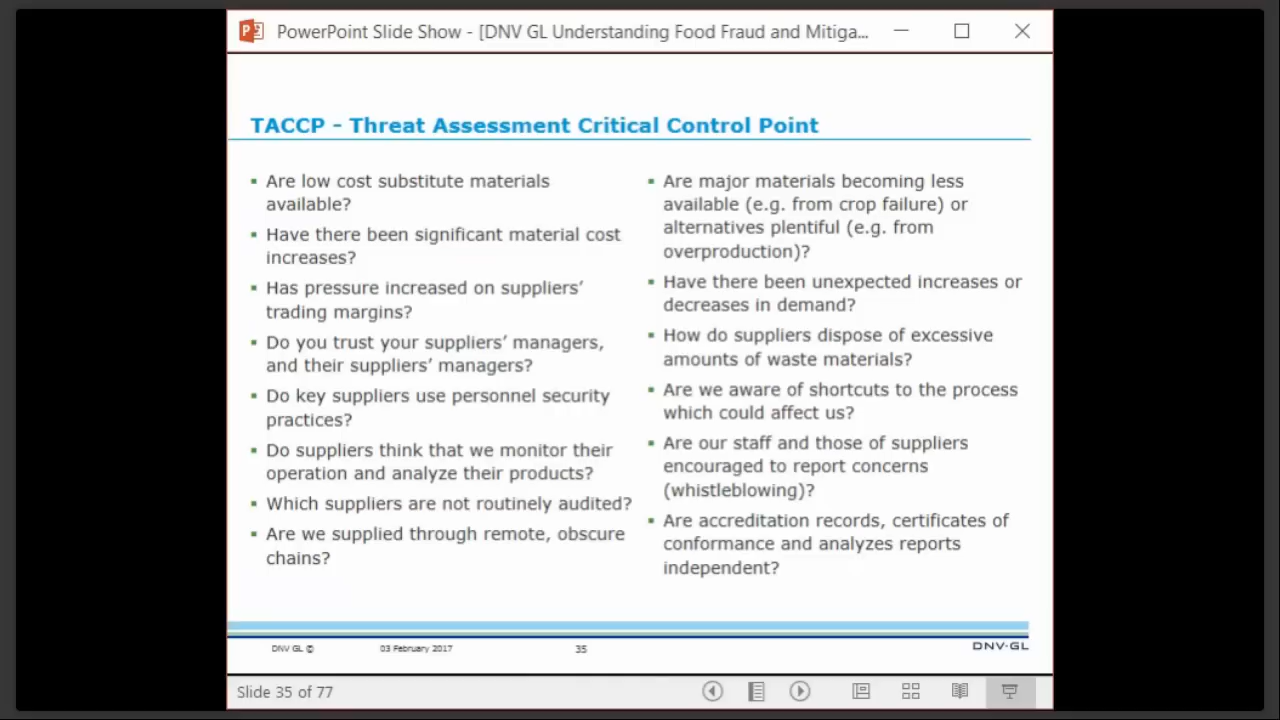 PowerPoint Slide Show - [DNV GL Understanding Food Fraud and Mitiga...
TACCP – Threat Assessment Critical Control Point
▪ Are low cost substitute materials
available?
▪ Have there been significant material cost
increases?
▪ Has pressure increased on suppliers’
trading margins?
▪ Do you trust your suppliers’ managers,
and their suppliers’ managers?
▪ Do key suppliers use personnel security
practices?
▪ Do suppliers think that we monitor their
operation and analyze their products?
▪ Which suppliers are not routinely audited?
▪ Are we supplied through remote, obscure
chains?
▪ Are major materials becoming less
available (e.g. from crop failure) or
alternatives plentiful (e.g. from
overproduction)?
▪ Have there been unexpected increases or
decreases in demand?
▪ How do suppliers dispose of excessive
amounts of waste materials?
▪ Are we aware of shortcuts to the process
which could affect us?
▪ Are our staff and those of suppliers
encouraged to report concerns
(whistleblowing)?
▪ Are accreditation records, certificates of
conformance and analyzes reports
independent?
DNV GL © 03 February 2017 35 DNV·GL
Slide 35 of 77